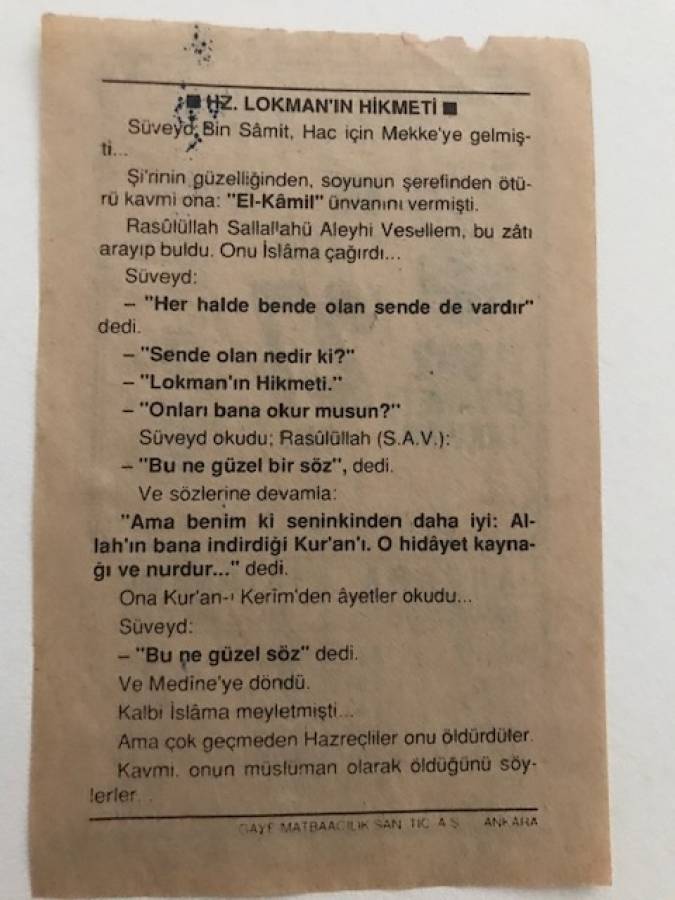 ■ HZ. LOKMAN'IN HİKMETİ ■
Süveyd Bin Sâmit, Hac için Mekke'ye gelmiş-
ti...
Şi'rinin güzelliğinden, soyunun şerefinden ötü-
rü kavmi ona: "El-Kâmil" ünvanını vermişti.
Rasûlüllah Sallallahü Aleyhi Vesellem, bu zâtı
arayıp buldu. Onu İslâma çağırdı...
Süveyd:
– "Her halde bende olan sende de vardır"
dedi.
– "Sende olan nedir ki?"
– "Lokman'ın Hikmeti."
– "Onları bana okur musun?"
Süveyd okudu; Rasûlüllah (S.A.V.):
– "Bu ne güzel bir söz", dedi.
Ve sözlerine devamla:
"Ama benim ki seninkinden daha iyi: Al-
lah'ın bana indirdiği Kur'an'ı. O hidâyet kayna-
ğı ve nurdur..." dedi.
Ona Kur'an-ı Kerîm'den âyetler okudu...
Süveyd:
– "Bu ne güzel söz" dedi.
Ve Medîne'ye döndü.
Kalbi İslâma meyletmişti...
Ama çok geçmeden Hazreçliler onu öldürdüler.
Kavmi, onun müslüman olarak öldüğünü söy-
lerler...
GAYE MATBAACILIK SAN. TİC. A.Ş. ANKARA